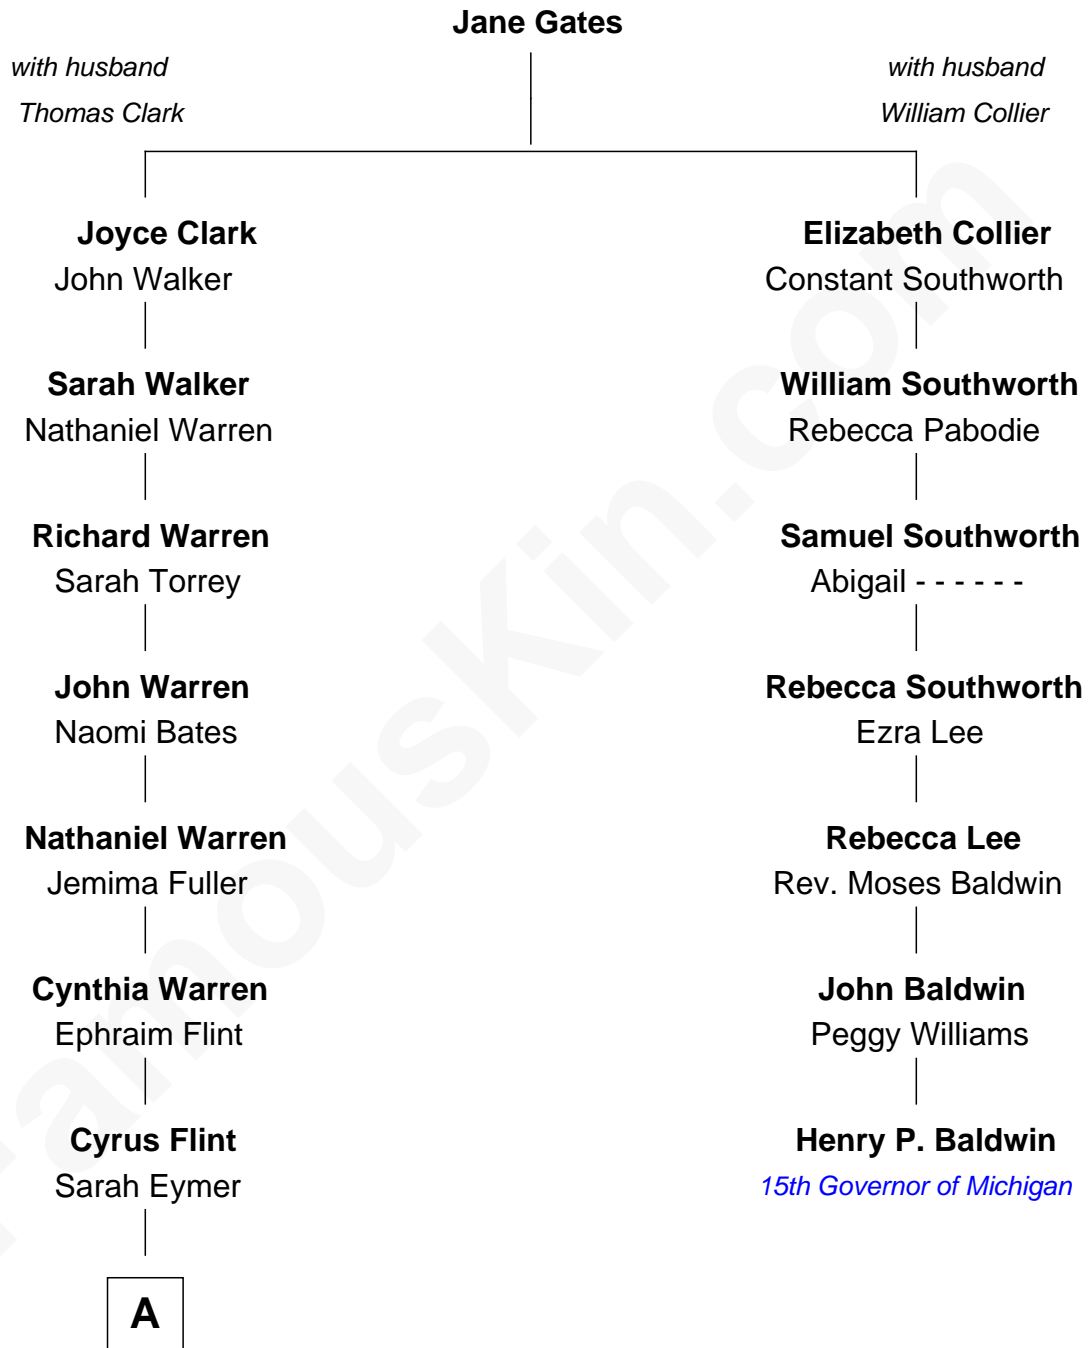 Jane Gates
with husband
Thomas Clark
with husband
William Collier
Joyce Clark
John Walker
Elizabeth Collier
Constant Southworth
Sarah Walker
Nathaniel Warren
William Southworth
Rebecca Pabodie
Richard Warren
Sarah Torrey
Samuel Southworth
Abigail - - - - - -
John Warren
Naomi Bates
Rebecca Southworth
Ezra Lee
Nathaniel Warren
Jemima Fuller
Rebecca Lee
Rev. Moses Baldwin
Cynthia Warren
Ephraim Flint
John Baldwin
Peggy Williams
Cyrus Flint
Sarah Eymer
Henry P. Baldwin
15th Governor of Michigan
A
FamousKin.com